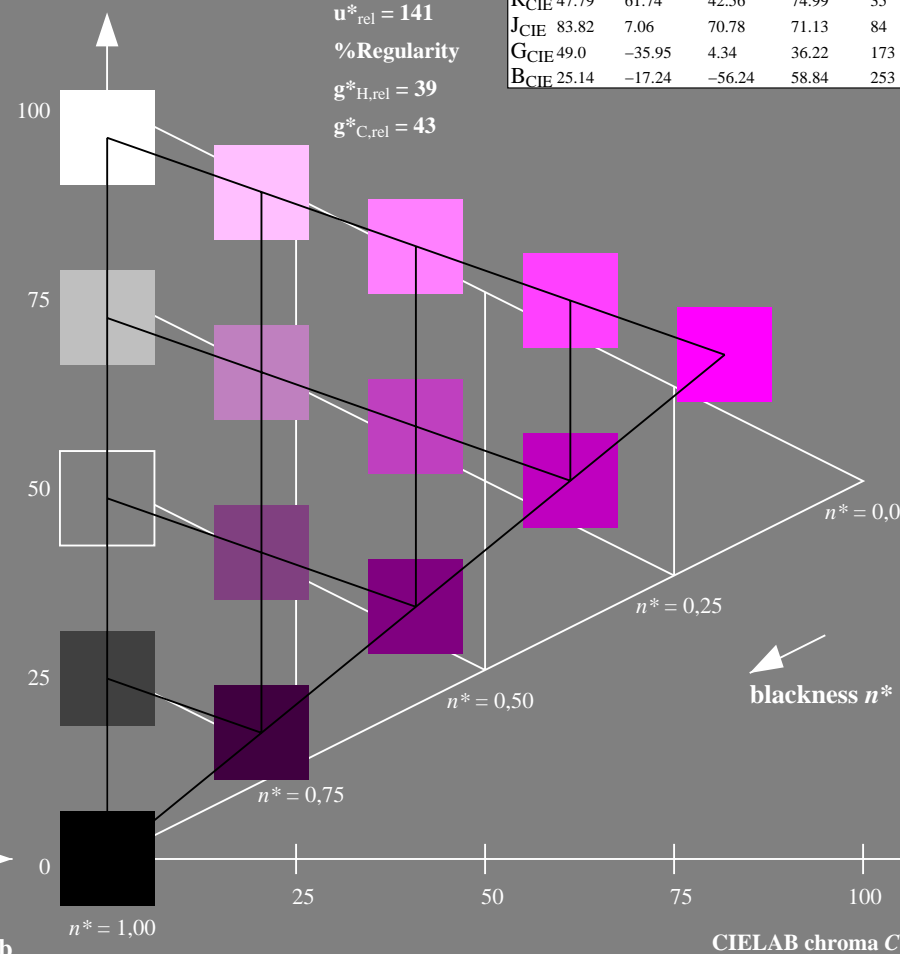 u*rel = 141
%Regularity
g*H,rel = 39
g*C,rel = 43
RCIE 47.79 61.74 42.56 74.99 35
JCIE 83.82 7.06 70.78 71.13 84
GCIE 49.0 −35.95 4.34 36.22 173
BCIE 25.14 −17.24 −56.24 58.84 253
100
75
50
25
0
n* = 0,0
n* = 0,25
n* = 0,50
n* = 0,75
n* = 1,00
blackness n*
25 50 75 100
CIELAB chroma C
b